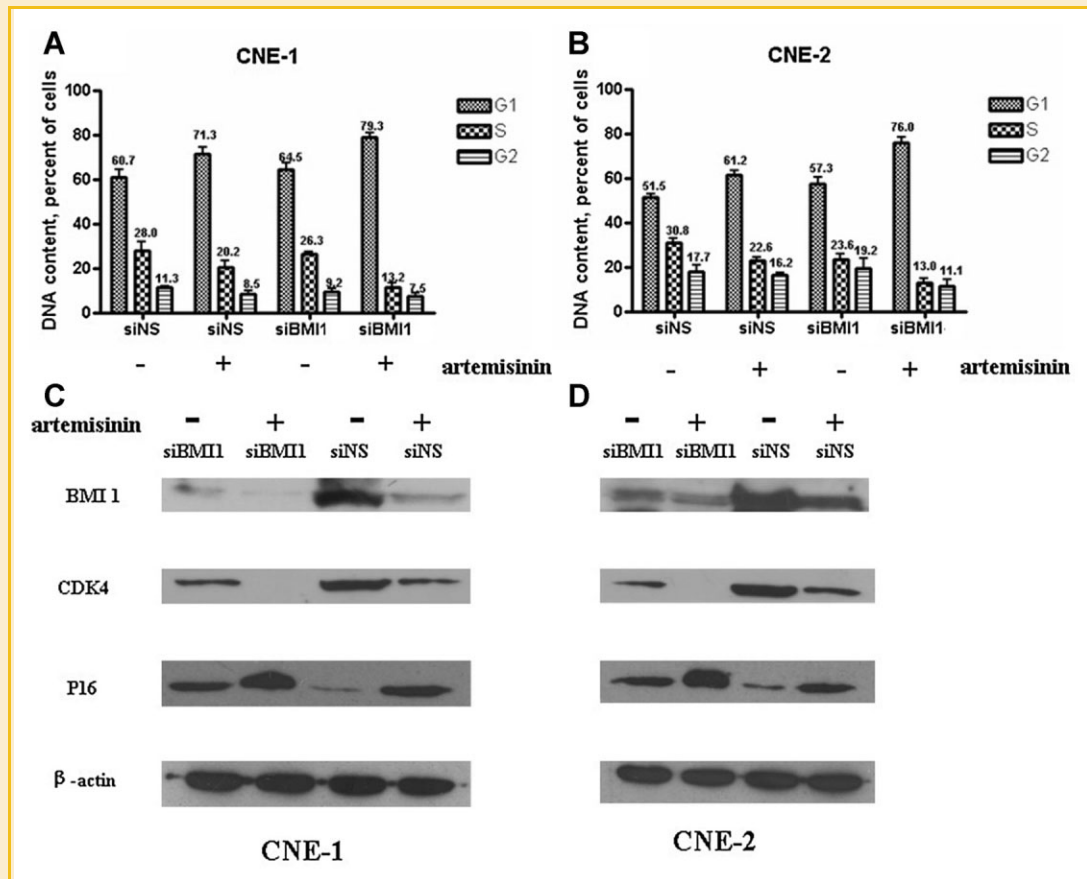 A
CNE-1
DNA content, percent of cells
100
80
60
40
20
0
60.7
28.0
11.3
71.3
20.2
8.5
64.5
26.3
9.2
79.3
13.2
7.5
G1
S
G2
siNS siNS siBMI1 siBMI1
- + - + artemisinin
B
CNE-2
DNA content, percent of cells
100
80
60
40
20
0
51.5
30.8
17.7
61.2
22.6
16.2
57.3
23.6
19.2
76.0
13.0
11.1
G1
S
G2
siNS siNS siBMI1 siBMI1
- + - + artemisinin
C
artemisinin - + - +
siBMI1 siBMI1 siNS siNS
BMI 1
CDK4
P16
β-actin
CNE-1
D
- + - +
siBMI1 siBMI1 siNS siNS
CNE-2